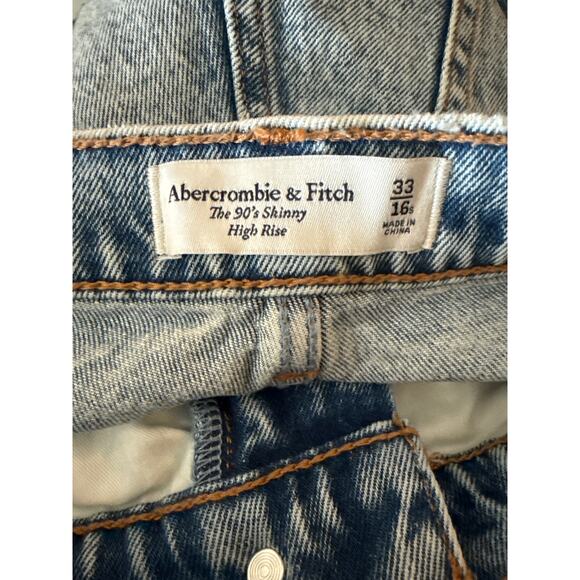 Abercrombie & Fitch
The 90's Skinny
High Rise
33
16s
MADE IN
CHINA